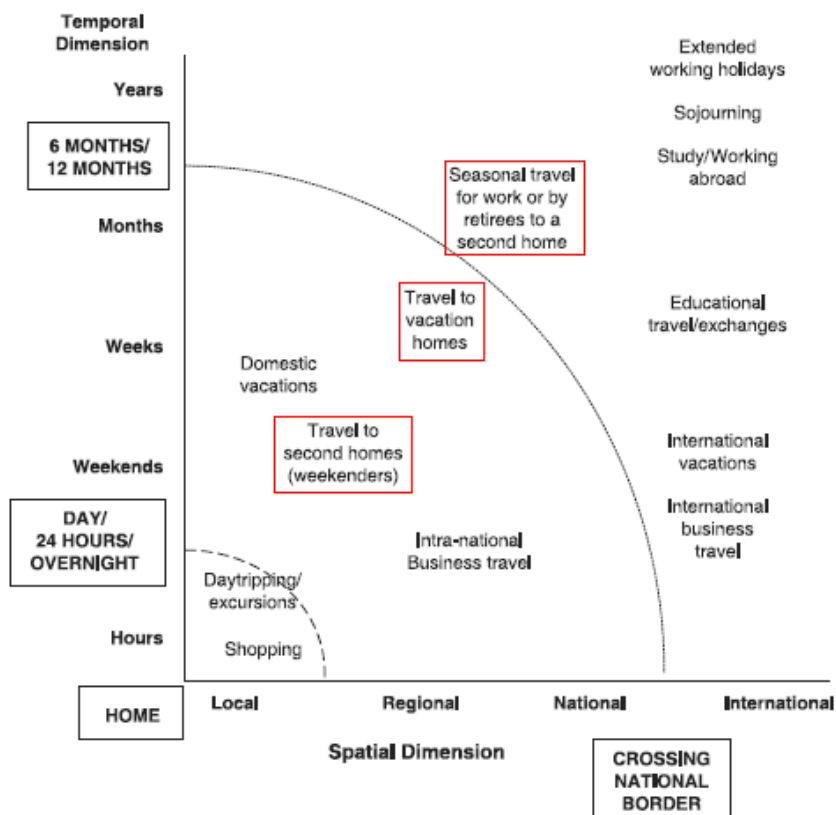 Temporal
Dimension
Extended
working holidays
Years
Sojourning
6 MONTHS/
12 MONTHS
Study/Working
abroad
Seasonal travel
for work or by
retirees to a
second home
Months
Travel to
vacation
homes
Educational
travel/exchanges
Weeks
Domestic
vacations
Travel to
second homes
(weekenders)
International
vacations
Weekends
DAY/
24 HOURS/
OVERNIGHT
International
business
travel
Intra-national
Business travel
Daytripping/
excursions
Hours
Shopping
HOME
Local
Regional
National
International
Spatial Dimension
CROSSING
NATIONAL
BORDER